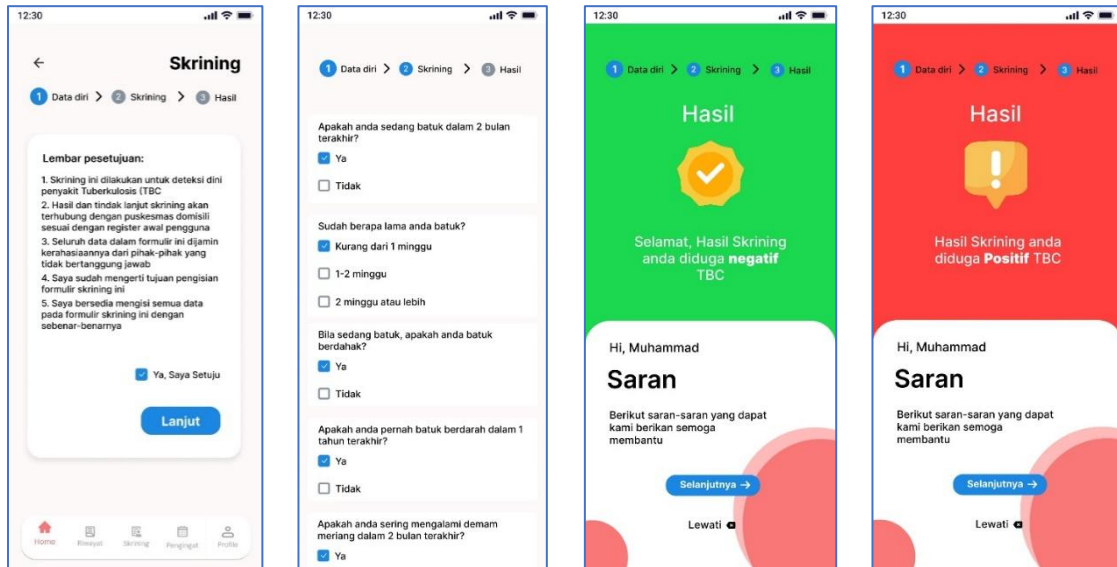 12:30
Skrining
1 Data diri > 2 Skrining > 3 Hasil
Lembar pesetujuan:
1. Skrining ini dilakukan untuk deteksi dini
penyakit Tuberkulosis (TBC
2. Hasil dan tindak lanjut skrining akan
terhubung dengan puskesmas domisili
sesuai dengan register awal pengguna
3. Seluruh data dalam formulir ini dijamin
kerahasiaannya dari pihak-pihak yang
tidak bertanggung jawab
4. Saya sudah mengerti tujuan pengisian
formulir skrining ini
5. Saya bersedia mengisi semua data
pada formulir skrining ini dengan
sebenar-benarnya
Ya, Saya Setuju
Lanjut
Home Riwayat Skrining Pengingat Profile
12:30
1 Data diri > 2 Skrining > 3 Hasil
Apakah anda sedang batuk dalam 2 bulan
terakhir?
Ya
Tidak
Sudah berapa lama anda batuk?
Kurang dari 1 minggu
1-2 minggu
2 minggu atau lebih
Bila sedang batuk, apakah anda batuk
berdahak?
Ya
Tidak
Apakah anda pernah batuk berdarah dalam 1
tahun terakhir?
Ya
Tidak
Apakah anda sering mengalami demam
meriang dalam 2 bulan terakhir?
Ya
12:30
1 Data diri > 2 Skrining > 3 Hasil
Hasil
Selamat, Hasil Skrining
anda diduga negatif
TBC
Hi, Muhammad
Saran
Berikut saran-saran yang dapat
kami berikan semoga
membantu
Selanjutnya →
Lewati
12:30
1 Data diri > 2 Skrining > 3 Hasil
Hasil
Hasil Skrining anda
diduga Positif TBC
Hi, Muhammad
Saran
Berikut saran-saran yang dapat
kami berikan semoga
membantu
Selanjutnya →
Lewati